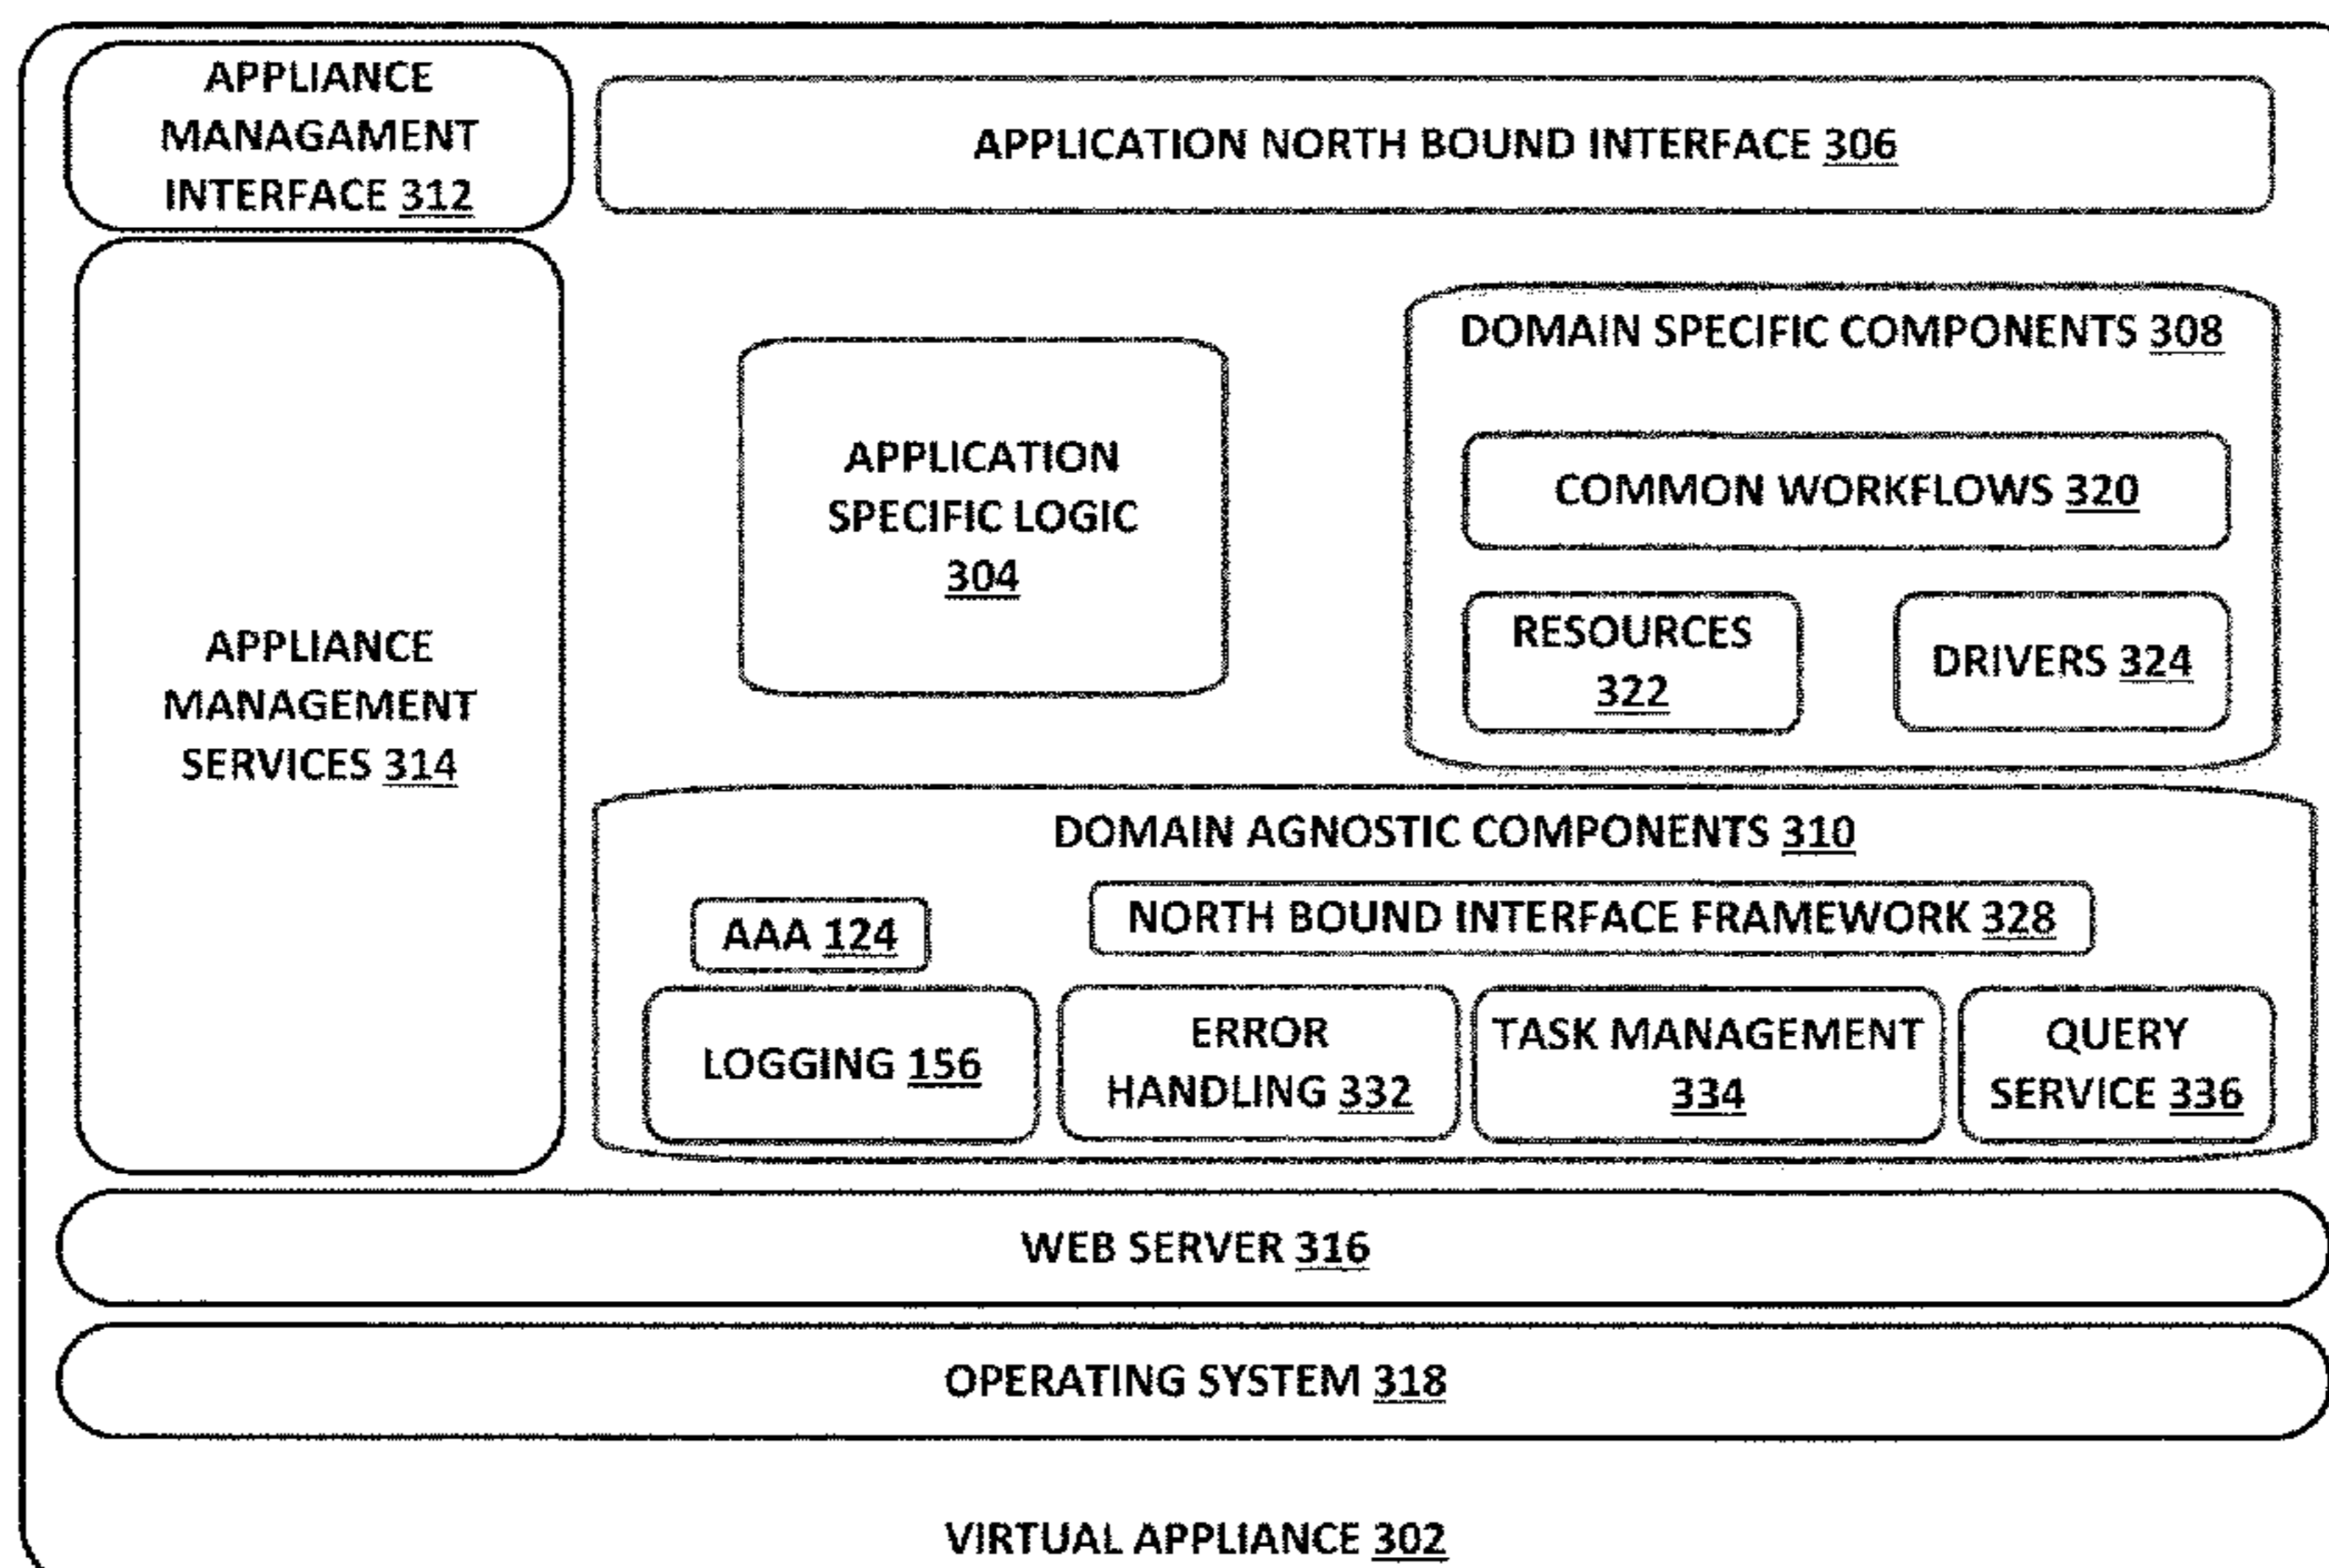 APPLIANCE
MANAGAMENT
INTERFACE 312
APPLICATION NORTH BOUND INTERFACE 306
APPLIANCE
MANAGEMENT
SERVICES 314
APPLICATION
SPECIFIC LOGIC
304
DOMAIN SPECIFIC COMPONENTS 308
COMMON WORKFLOWS 320
RESOURCES
322
DRIVERS 324
DOMAIN AGNOSTIC COMPONENTS 310
AAA 124
NORTH BOUND INTERFACE FRAMEWORK 328
LOGGING 156
ERROR
HANDLING 332
TASK MANAGEMENT
334
QUERY
SERVICE 336
WEB SERVER 316
OPERATING SYSTEM 318
VIRTUAL APPLIANCE 302